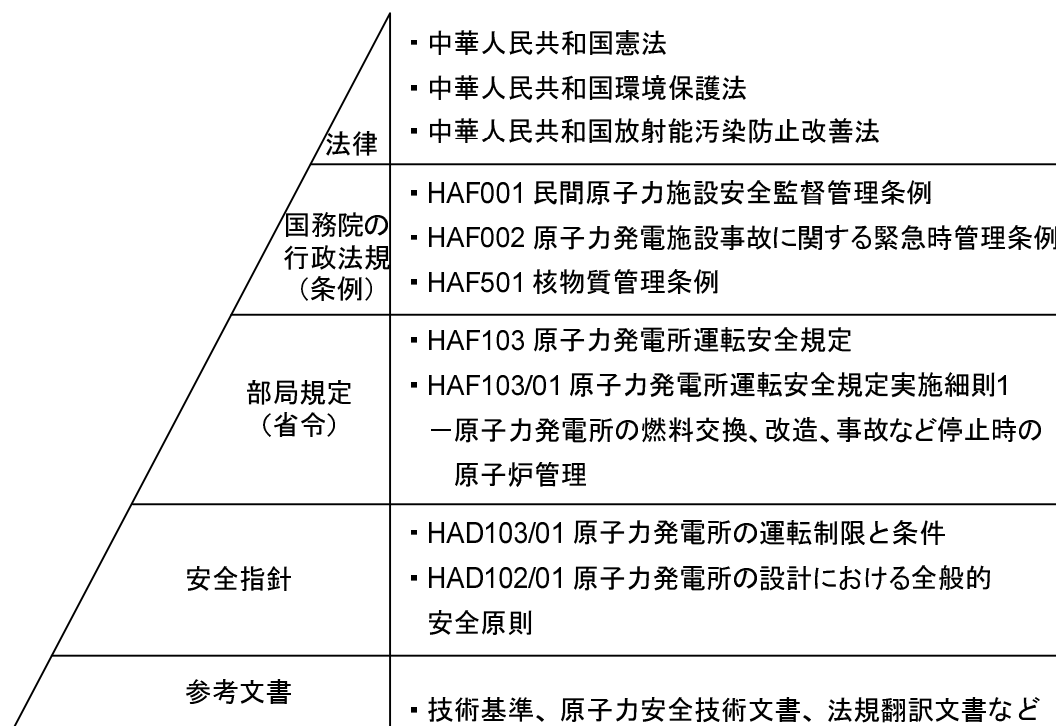 ・中華人民共和国憲法
・中華人民共和国環境保護法
・中華人民共和国放射能汚染防止改善法
法律
・HAF001 民間原子力施設安全監督管理条例
国務院の
行政法規
（条例）
・HAF002 原子力発電施設事故に関する緊急時管理条例
・HAF501 核物質管理条例
・HAF103 原子力発電所運転安全規定
部局規定
（省令）
・HAF103/01 原子力発電所運転安全規定実施細則1
－原子力発電所の燃料交換、改造、事故など停止時の
原子炉管理
・HAD103/01 原子力発電所の運転制限と条件
安全指針
・HAD102/01 原子力発電所の設計における全般的
安全原則
参考文書
・技術基準、原子力安全技術文書、法規翻訳文書など